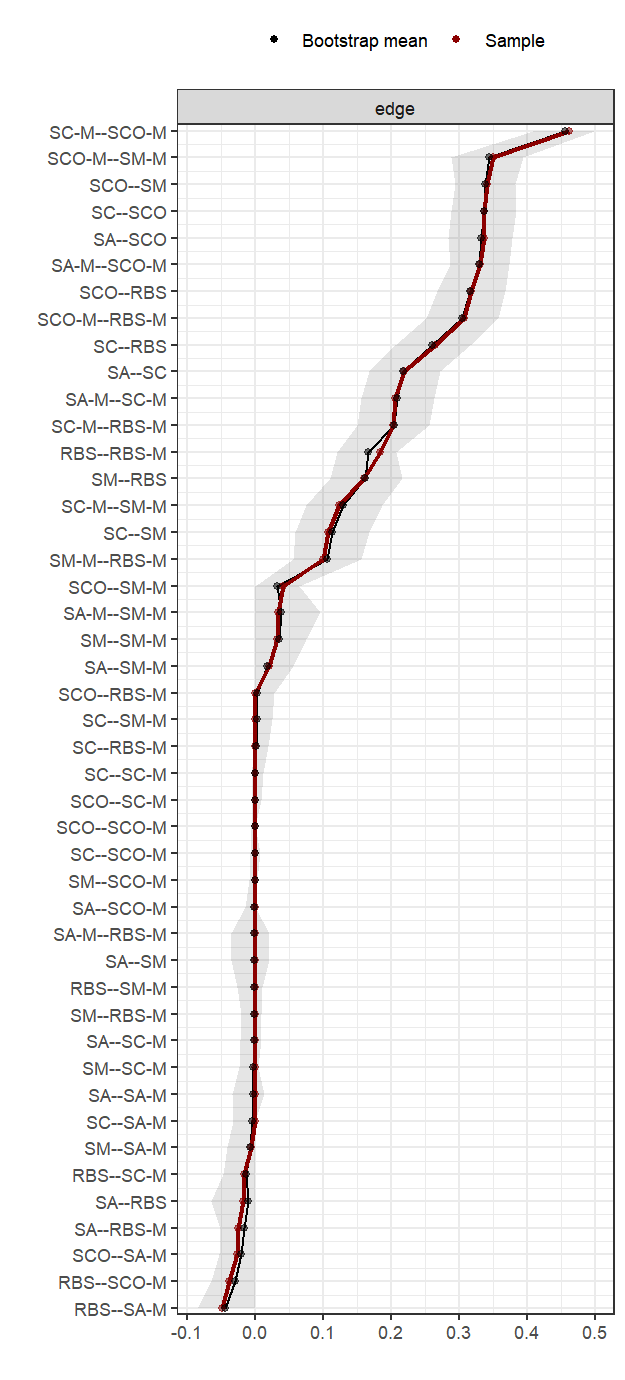 Bootstrap mean Sample
edge
SC-M--SCO-M
SCO-M--SM-M
SCO--SM
SC--SCO
SA--SCO
SA-M--SCO-M
SCO--RBS
SCO-M--RBS-M
SC--RBS
SA--SC
SA-M--SC-M
SC-M--RBS-M
RBS--RBS-M
SM--RBS
SC-M--SM-M
SC--SM
SM-M--RBS-M
SCO--SM-M
SA-M--SM-M
SM--SM-M
SA--SM-M
SCO--RBS-M
SC--SM-M
SC--RBS-M
SC--SC-M
SCO--SC-M
SCO--SCO-M
SC--SCO-M
SM--SCO-M
SA--SCO-M
SA-M--RBS-M
SA--SM
RBS--SM-M
SM--RBS-M
SA--SC-M
SM--SC-M
SA--SA-M
SC--SA-M
SM--SA-M
RBS--SC-M
SA--RBS
SA--RBS-M
SCO--SA-M
RBS--SCO-M
RBS--SA-M
-0.1 0.0 0.1 0.2 0.3 0.4 0.5